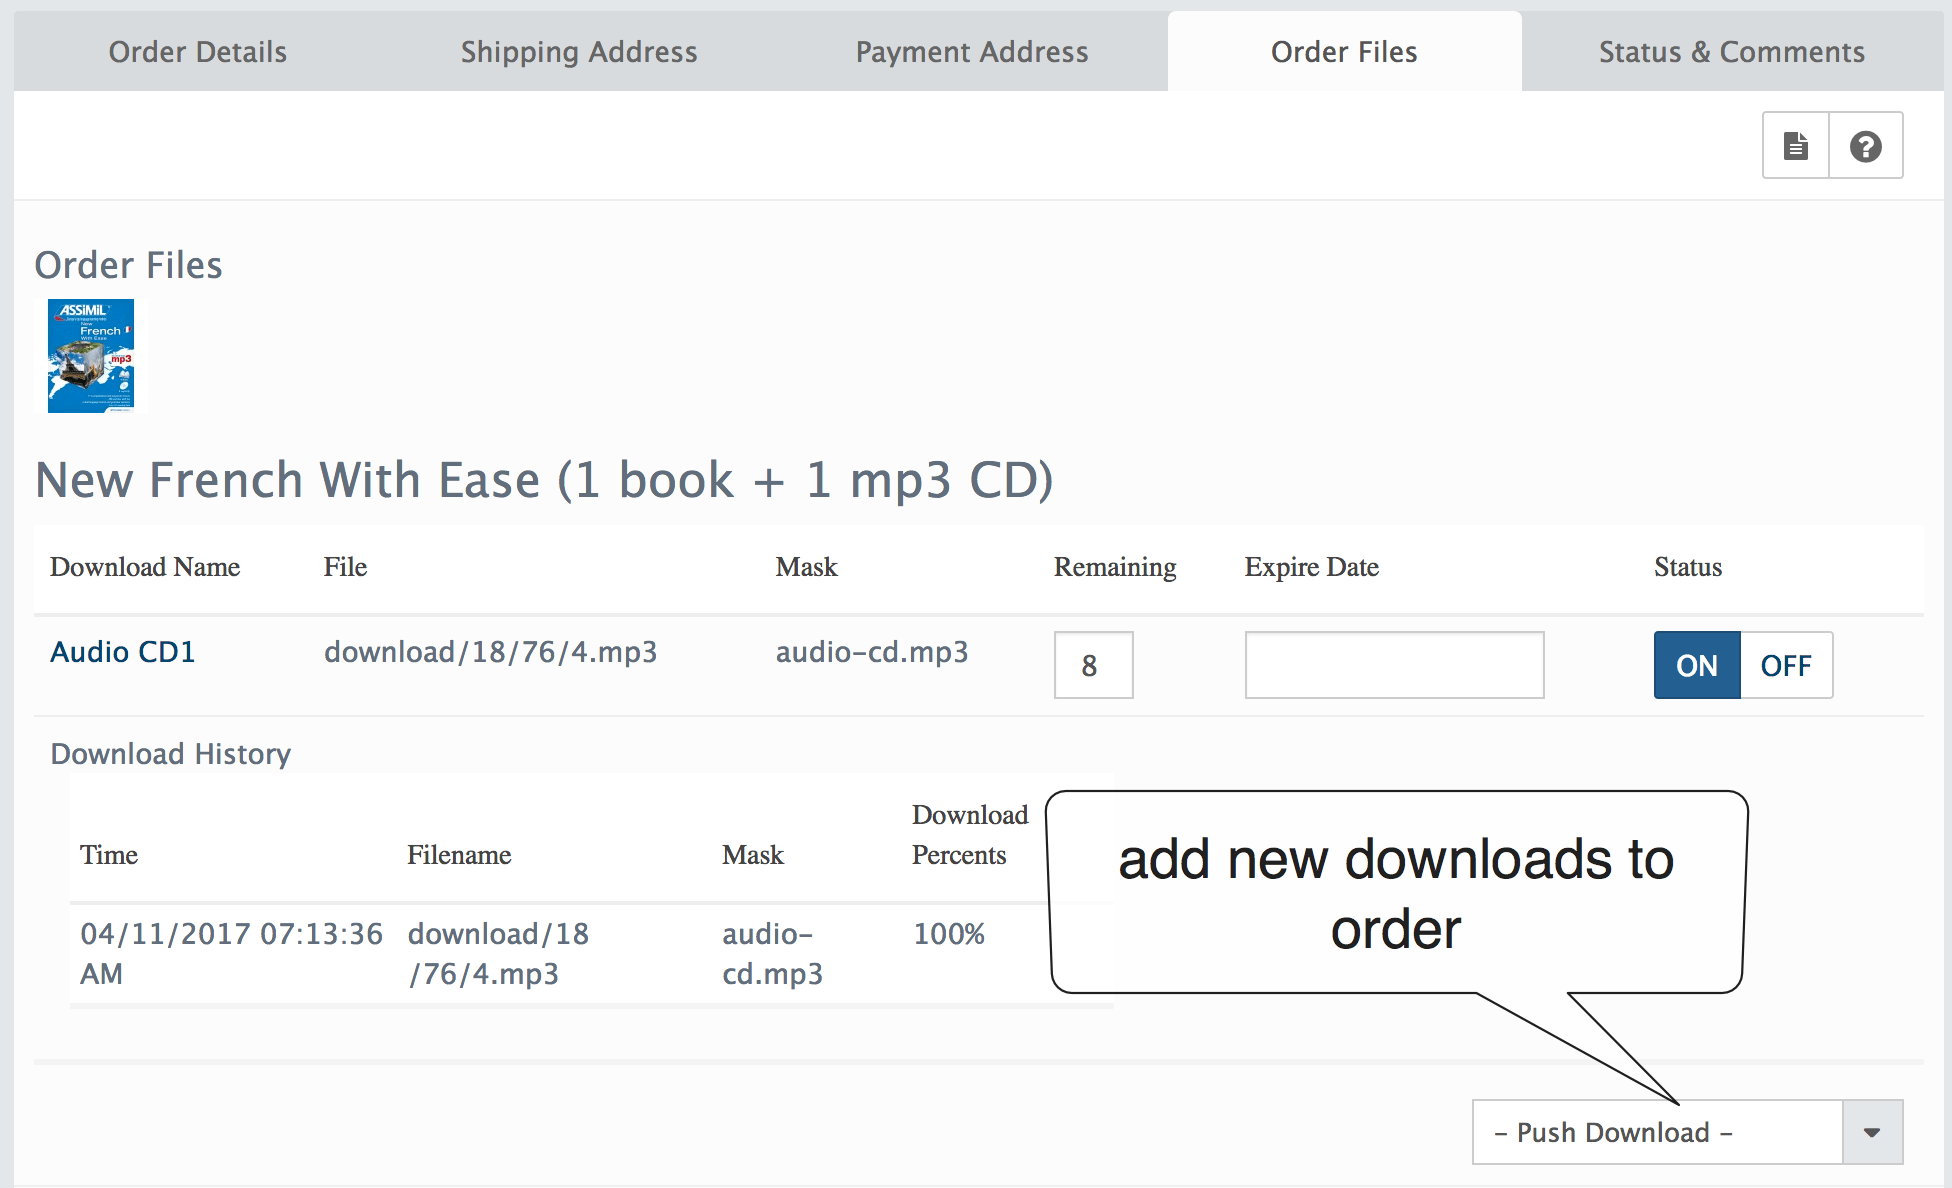 Order Details Shipping Address Payment Address Order Files Status & Comments
Order Files
ASSiMiL
New
French
With Ease
mp3
New French With Ease (1 book + 1 mp3 CD)
Download Name File Mask Remaining Expire Date Status
Audio CD1 download/18/76/4.mp3 audio-cd.mp3 8 ON OFF
Download History
Time Filename Mask Download Percents
04/11/2017 07:13:36 AM download/18/76/4.mp3 audio-cd.mp3 100%
add new downloads to
order
- Push Download -